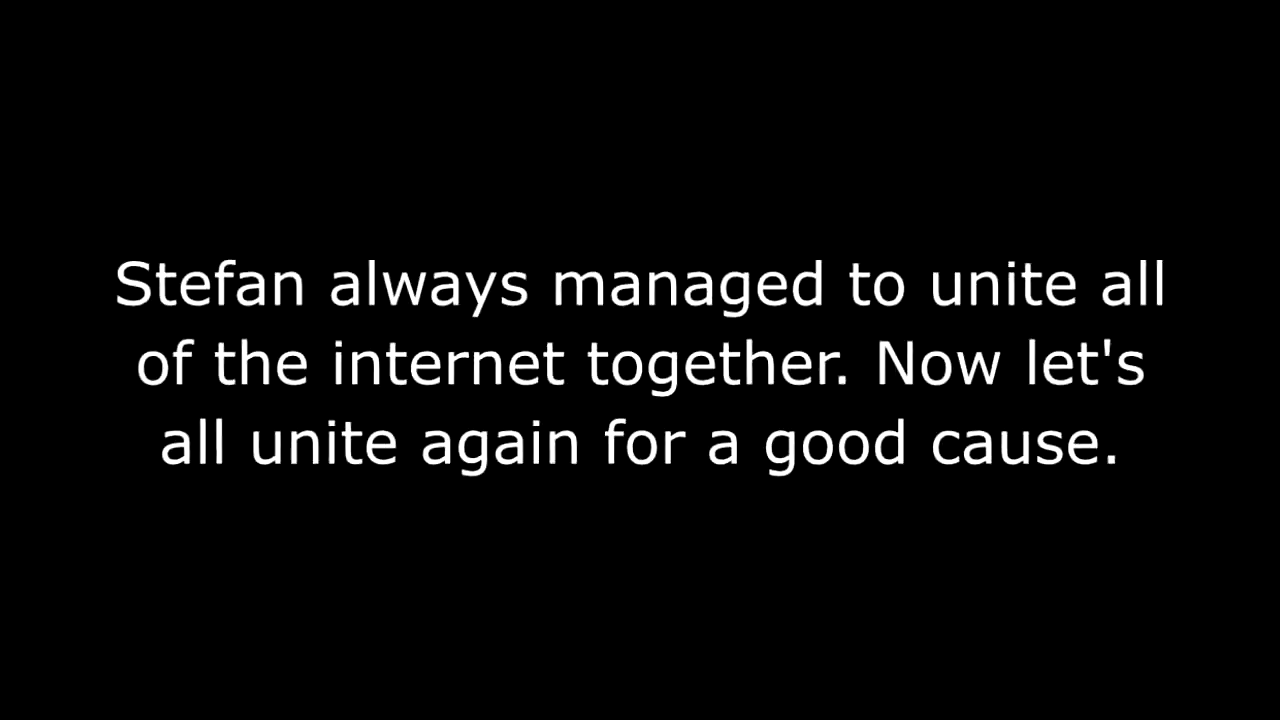 Stefan always managed to unite all
of the internet together. Now let's
all unite again for a good cause.